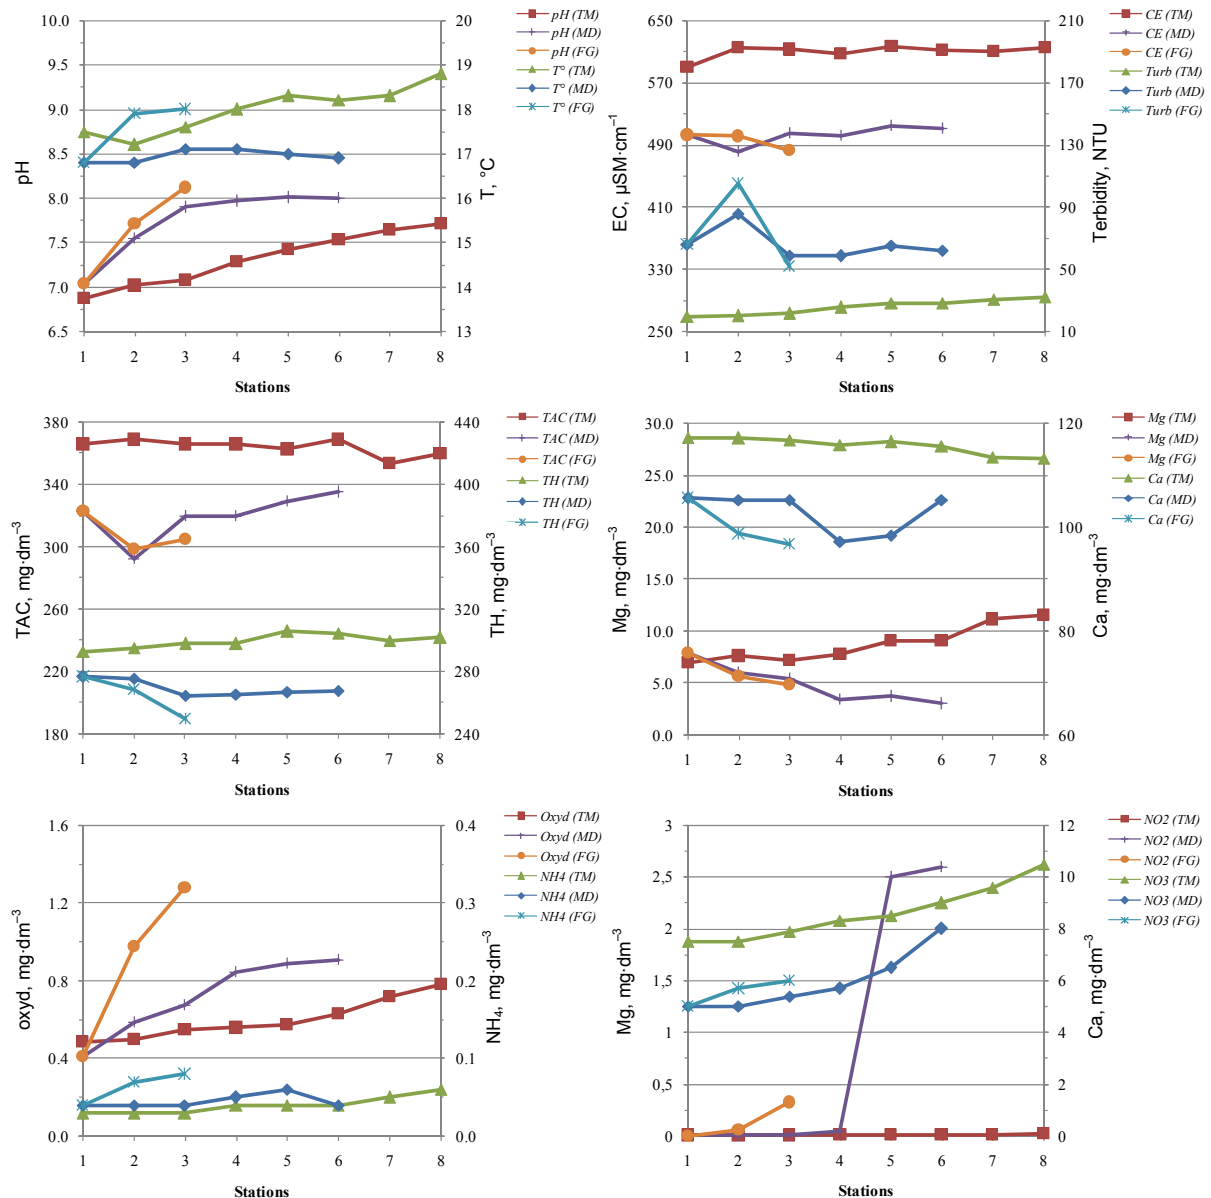 10.0
9.5
9.0
8.5
8.0
7.5
7.0
6.5
pH
20
19
18
17
16
15
14
13
T, °C
1 2 3 4 5 6 7 8
Stations
pH (TM)
pH (MD)
pH (FG)
T° (TM)
T° (MD)
T° (FG)
650
570
490
410
330
250
EC, µSM·cm–1
210
170
130
90
50
10
Terbidity, NTU
1 2 3 4 5 6 7 8
Stations
CE (TM)
CE (MD)
CE (FG)
Turb (TM)
Turb (MD)
Turb (FG)
380
340
300
260
220
180
TAC, mg·dm–3
440
400
360
320
280
240
TH, mg·dm–3
1 2 3 4 5 6 7 8
Stations
TAC (TM)
TAC (MD)
TAC (FG)
TH (TM)
TH (MD)
TH (FG)
30.0
25.0
20.0
15.0
10.0
5.0
0.0
Mg, mg·dm–3
120
100
80
60
Ca, mg·dm–3
1 2 3 4 5 6 7 8
Stations
Mg (TM)
Mg (MD)
Mg (FG)
Ca (TM)
Ca (MD)
Ca (FG)
1.6
1.2
0.8
0.4
0.0
oxyd, mg·dm–3
0.4
0.3
0.2
0.1
0.0
NH4, mg·dm–3
1 2 3 4 5 6 7 8
Stations
Oxyd (TM)
Oxyd (MD)
Oxyd (FG)
NH4 (TM)
NH4 (MD)
NH4 (FG)
3
2,5
2
1,5
1
0,5
0
Mg, mg·dm–3
12
10
8
6
4
2
0
Ca, mg·dm–3
1 2 3 4 5 6 7 8
Stations
NO2 (TM)
NO2 (MD)
NO2 (FG)
NO3 (TM)
NO3 (MD)
NO3 (FG)